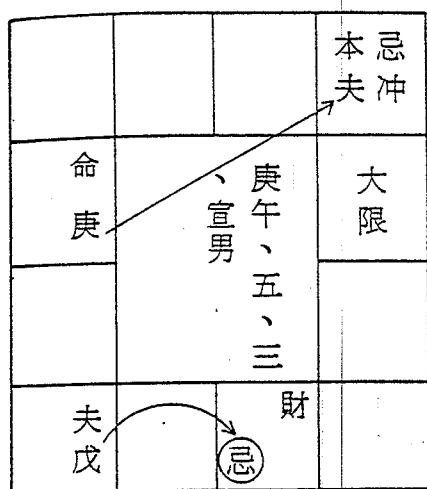 忌冲
本夫
命庚
大限
庚午、五、三
、宣男
夫戊
忌
財